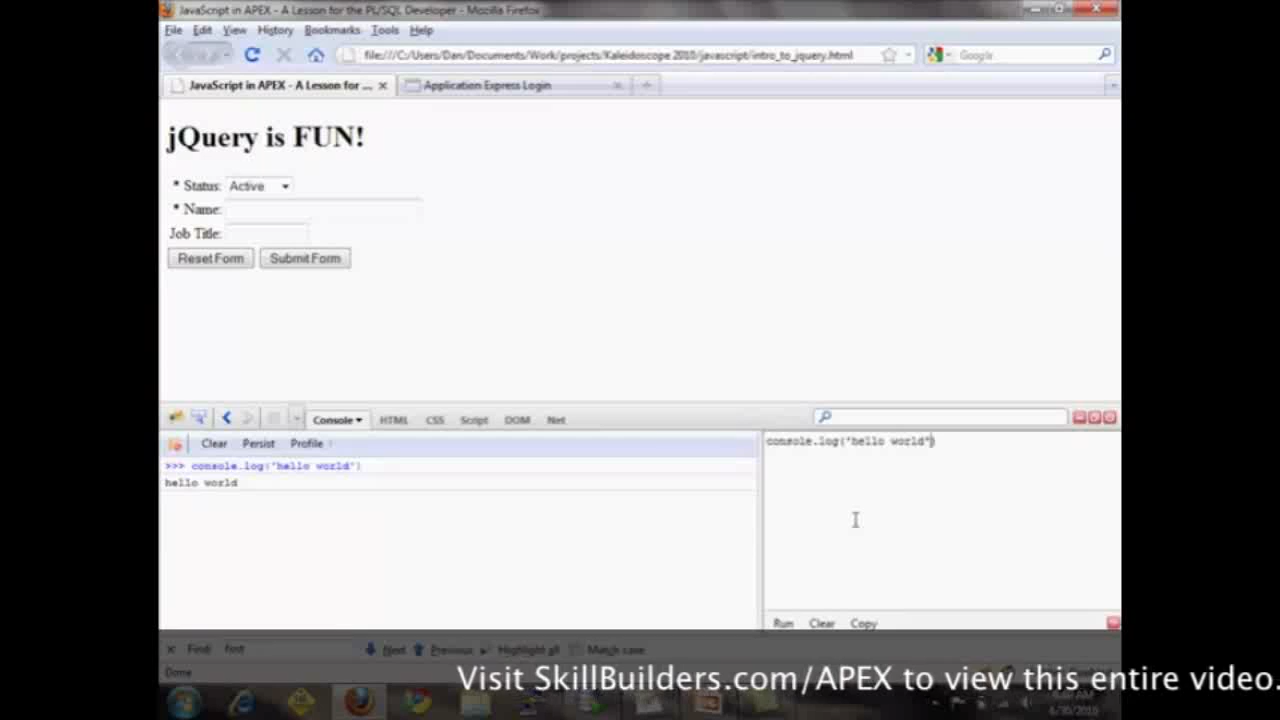 JavaScript in APEX - A Lesson for the PL/SQL Developer - Mozilla Firefox
File Edit View History Bookmarks Tools Help
file:///C:/Users/Dan/Documents/Work/projects/Kaleidoscope 2010/javascript/intro_to_jquery.html Google
JavaScript in APEX - A Lesson for ... Application Express Login
jQuery is FUN!
* Status: Active
* Name:
Job Title:
Reset Form Submit Form
Console HTML CSS Script DOM Net
Clear Persist Profile
>>> console.log("hello world")
hello world
console.log("hello world")
Run Clear Copy
Find: Next Previous Highlight all Match case
Done
Visit SkillBuilders.com/APEX to view this entire video.
6/30/2010